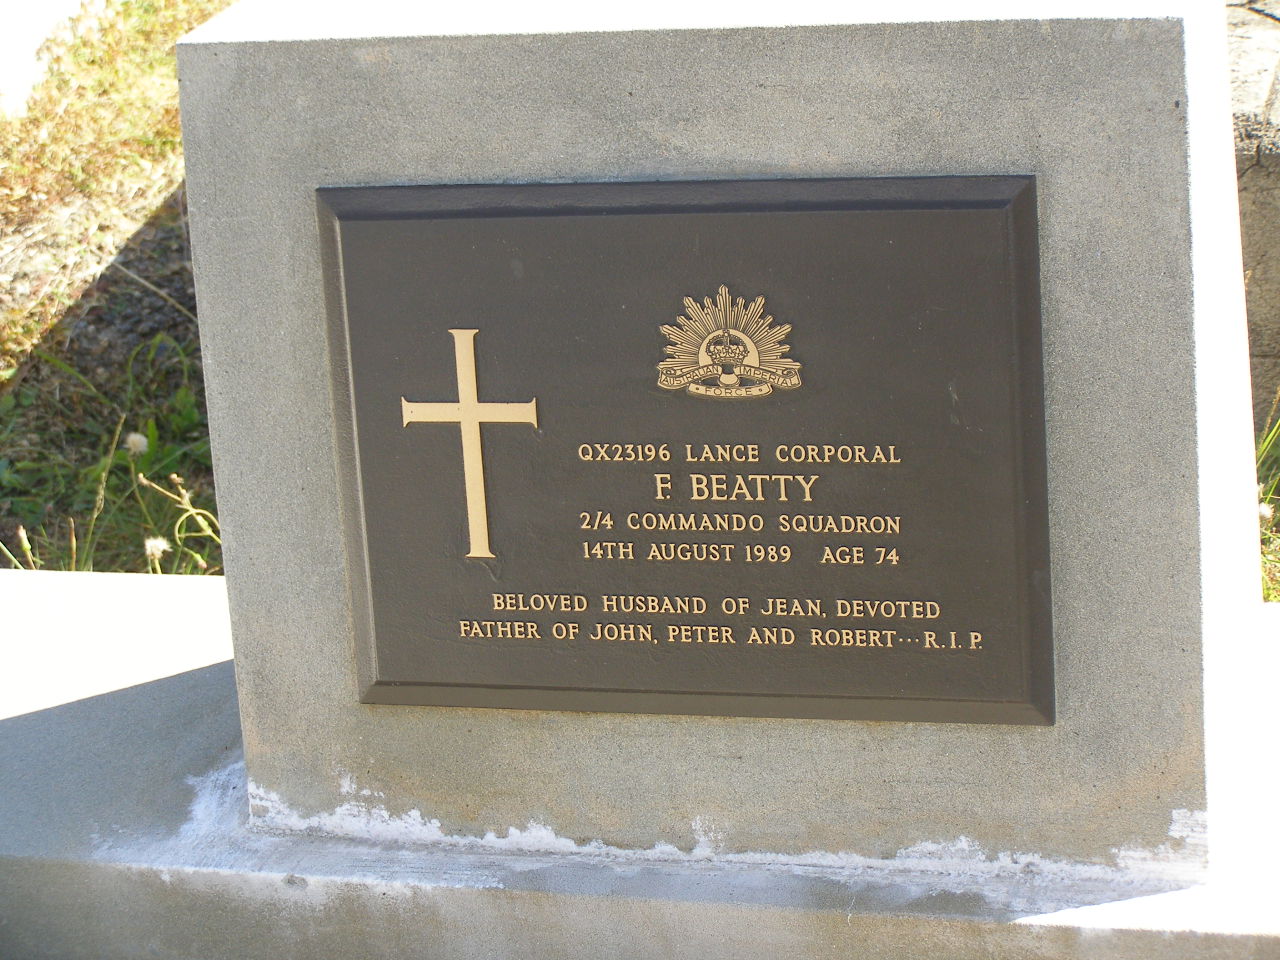 AUSTRALIAN IMPERIAL
FORCE
QX23196 LANCE CORPORAL
F. BEATTY
2/4 COMMANDO SQUADRON
14TH AUGUST 1989 AGE 74
BELOVED HUSBAND OF JEAN, DEVOTED
FATHER OF JOHN, PETER AND ROBERT...R.I.P.